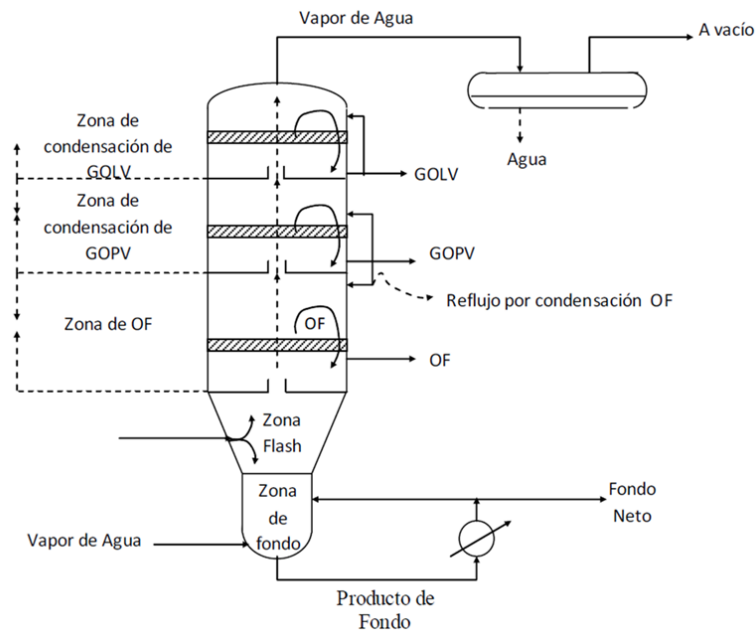 Vapor de Agua
A vacío
Zona de
condensación de
GOLV
Agua
GOLV
Zona de
condensación de
GOPV
GOPV
Reflujo por condensación OF
Zona de OF
OF
OF
Zona
Flash
Zona
de
fondo
Fondo
Neto
Vapor de Agua
Producto de
Fondo